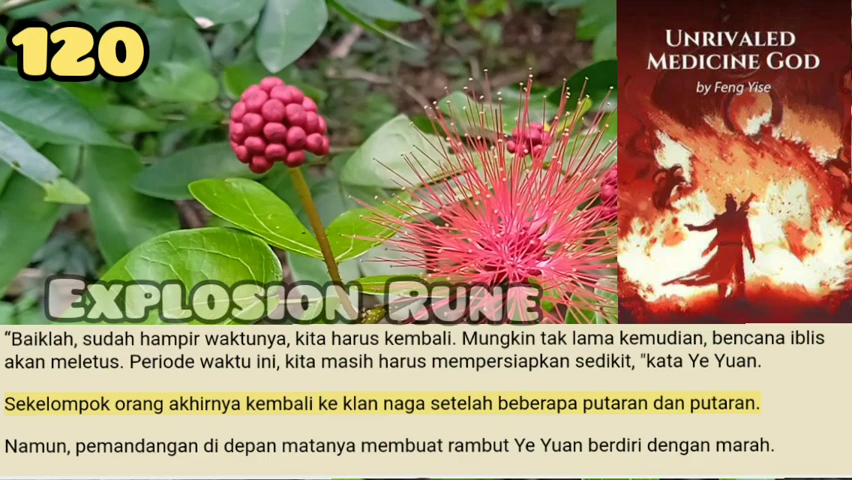 120
UNRIVALED
MEDICINE GOD
by Feng Yise
EXPLOSION RUNE
“Baiklah, sudah hampir waktunya, kita harus kembali. Mungkin tak lama kemudian, bencana iblis
akan meletus. Periode waktu ini, kita masih harus mempersiapkan sedikit, "kata Ye Yuan.
Sekelompok orang akhirnya kembali ke klan naga setelah beberapa putaran dan putaran.
Namun, pemandangan di depan matanya membuat rambut Ye Yuan berdiri dengan marah.